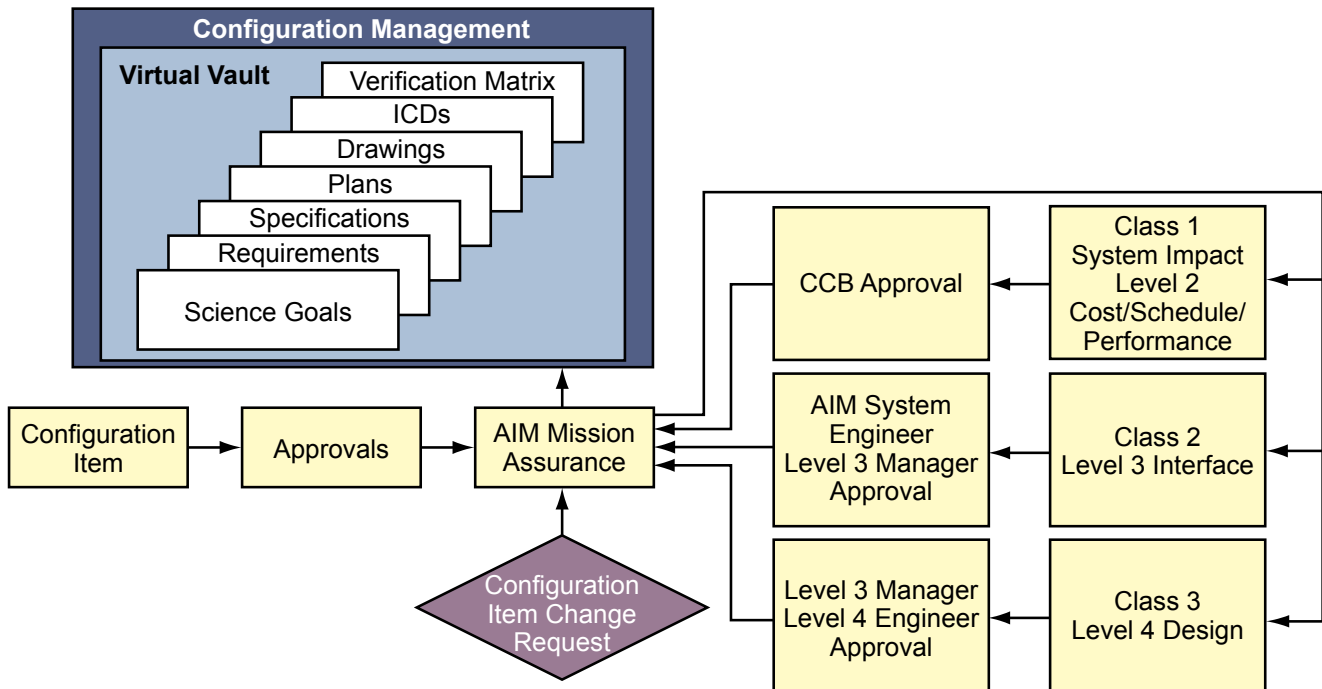 Configuration Management
Virtual Vault
Verification Matrix
ICDs
Drawings
Plans
Specifications
Requirements
Science Goals
Configuration
Item
Approvals
AIM Mission
Assurance
Configuration
Item Change
Request
CCB Approval
Class 1
System Impact
Level 2
Cost/Schedule/
Performance
AIM System
Engineer
Level 3 Manager
Approval
Class 2
Level 3 Interface
Level 3 Manager
Level 4 Engineer
Approval
Class 3
Level 4 Design